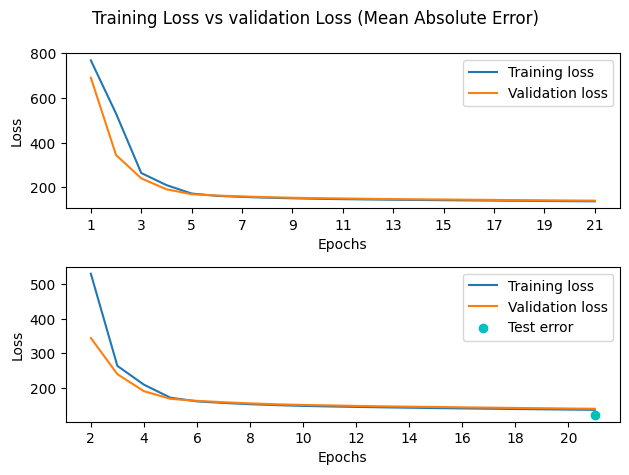 Training Loss vs validation Loss (Mean Absolute Error)
800
600
400
200
Loss
Training loss
Validation loss
1 3 5 7 9 11 13 15 17 19 21
Epochs
500
400
300
200
Loss
Training loss
Validation loss
Test error
2 4 6 8 10 12 14 16 18 20
Epochs